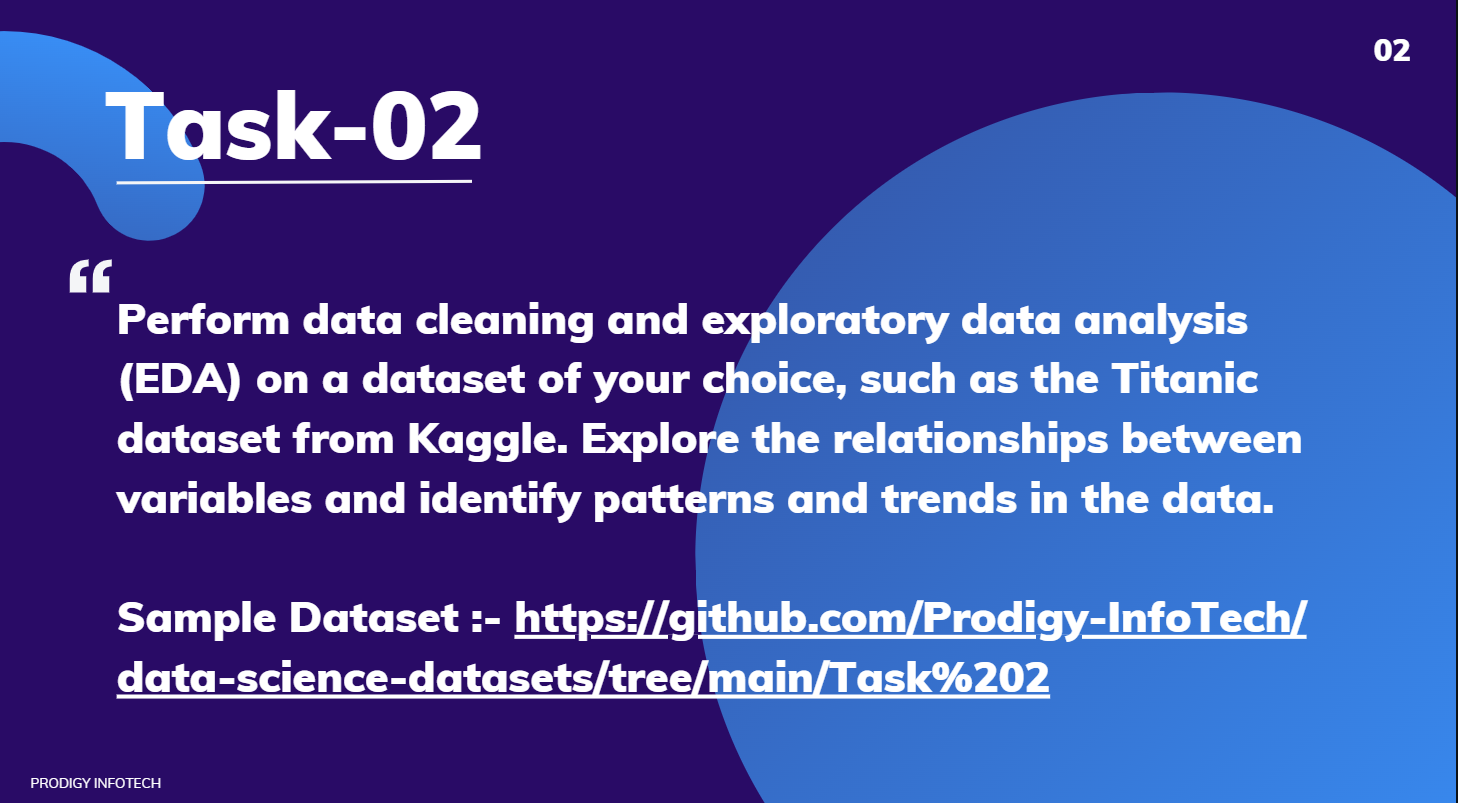 02
Task-02
“
Perform data cleaning and exploratory data analysis
(EDA) on a dataset of your choice, such as the Titanic
dataset from Kaggle. Explore the relationships between
variables and identify patterns and trends in the data.
Sample Dataset :- https://github.com/Prodigy-InfoTech/
data-science-datasets/tree/main/Task%202
PRODIGY INFOTECH